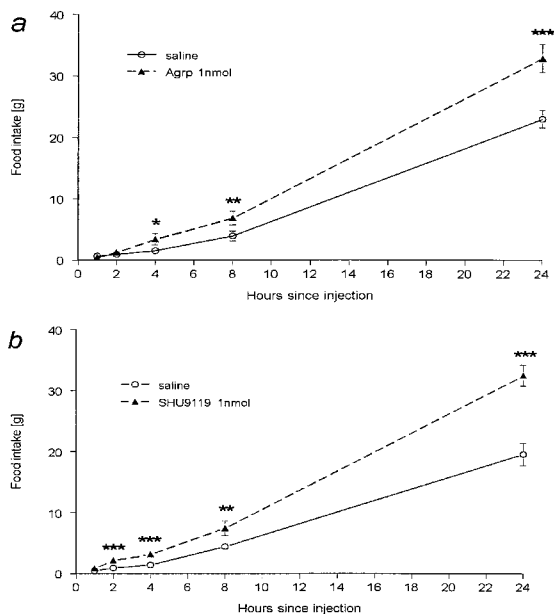 a
saline
Agrp 1nmol
Food intake [g]
40
30
20
10
0
*
**
***
0 2 4 6 8 10 12 14 16 18 20 22 24
Hours since injection
b
saline
SHU9119 1nmol
Food intake [g]
40
30
20
10
0
***
***
**
***
0 2 4 6 8 10 12 14 16 18 20 22 24
Hours since injection